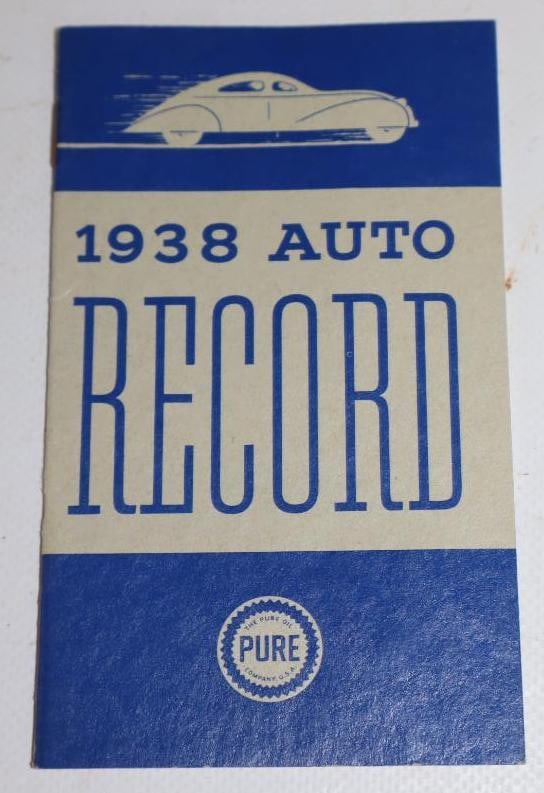 1938 AUTO
RECORD
THE PURE OIL
PURE
COMPANY, U.S.A.